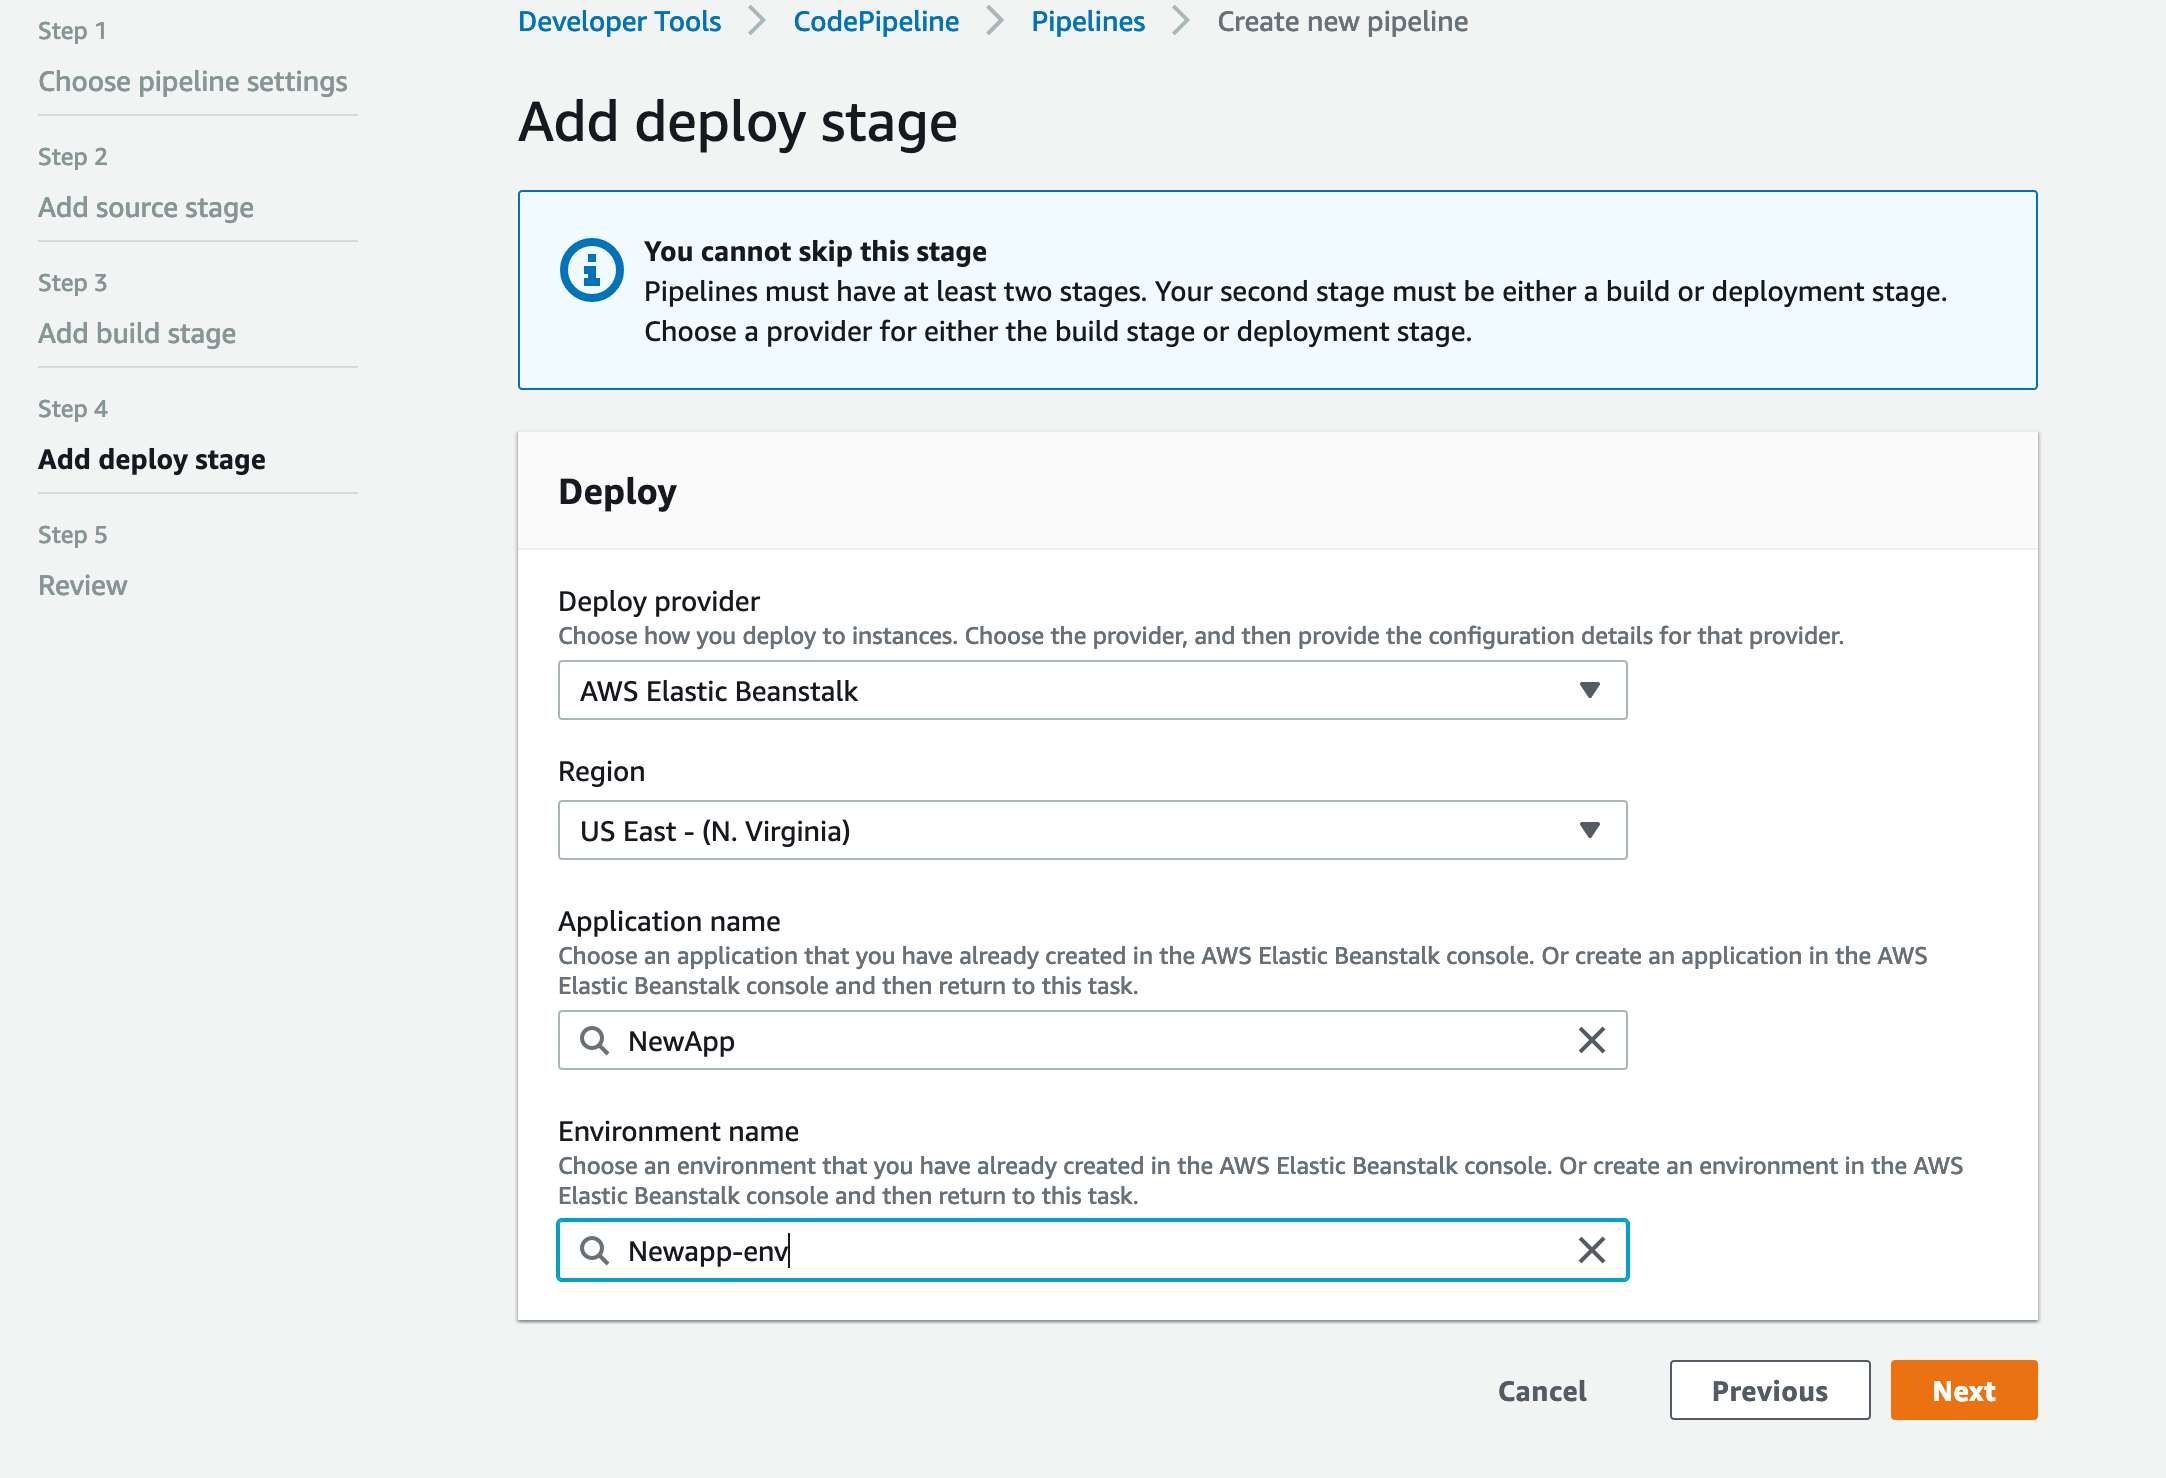 Step 1
Choose pipeline settings
Step 2
Add source stage
Step 3
Add build stage
Step 4
Add deploy stage
Step 5
Review
Developer Tools
CodePipeline
Pipelines
Create new pipeline
Add deploy stage
You cannot skip this stage
Pipelines must have at least two stages. Your second stage must be either a build or deployment stage.
Choose a provider for either the build stage or deployment stage.
Deploy
Deploy provider
Choose how you deploy to instances. Choose the provider, and then provide the configuration details for that provider.
AWS Elastic Beanstalk
Region
US East - (N. Virginia)
Application name
Choose an application that you have already created in the AWS Elastic Beanstalk console. Or create an application in the AWS
Elastic Beanstalk console and then return to this task.
NewApp
Environment name
Choose an environment that you have already created in the AWS Elastic Beanstalk console. Or create an environment in the AWS
Elastic Beanstalk console and then return to this task.
Newapp-env
Cancel
Previous
Next